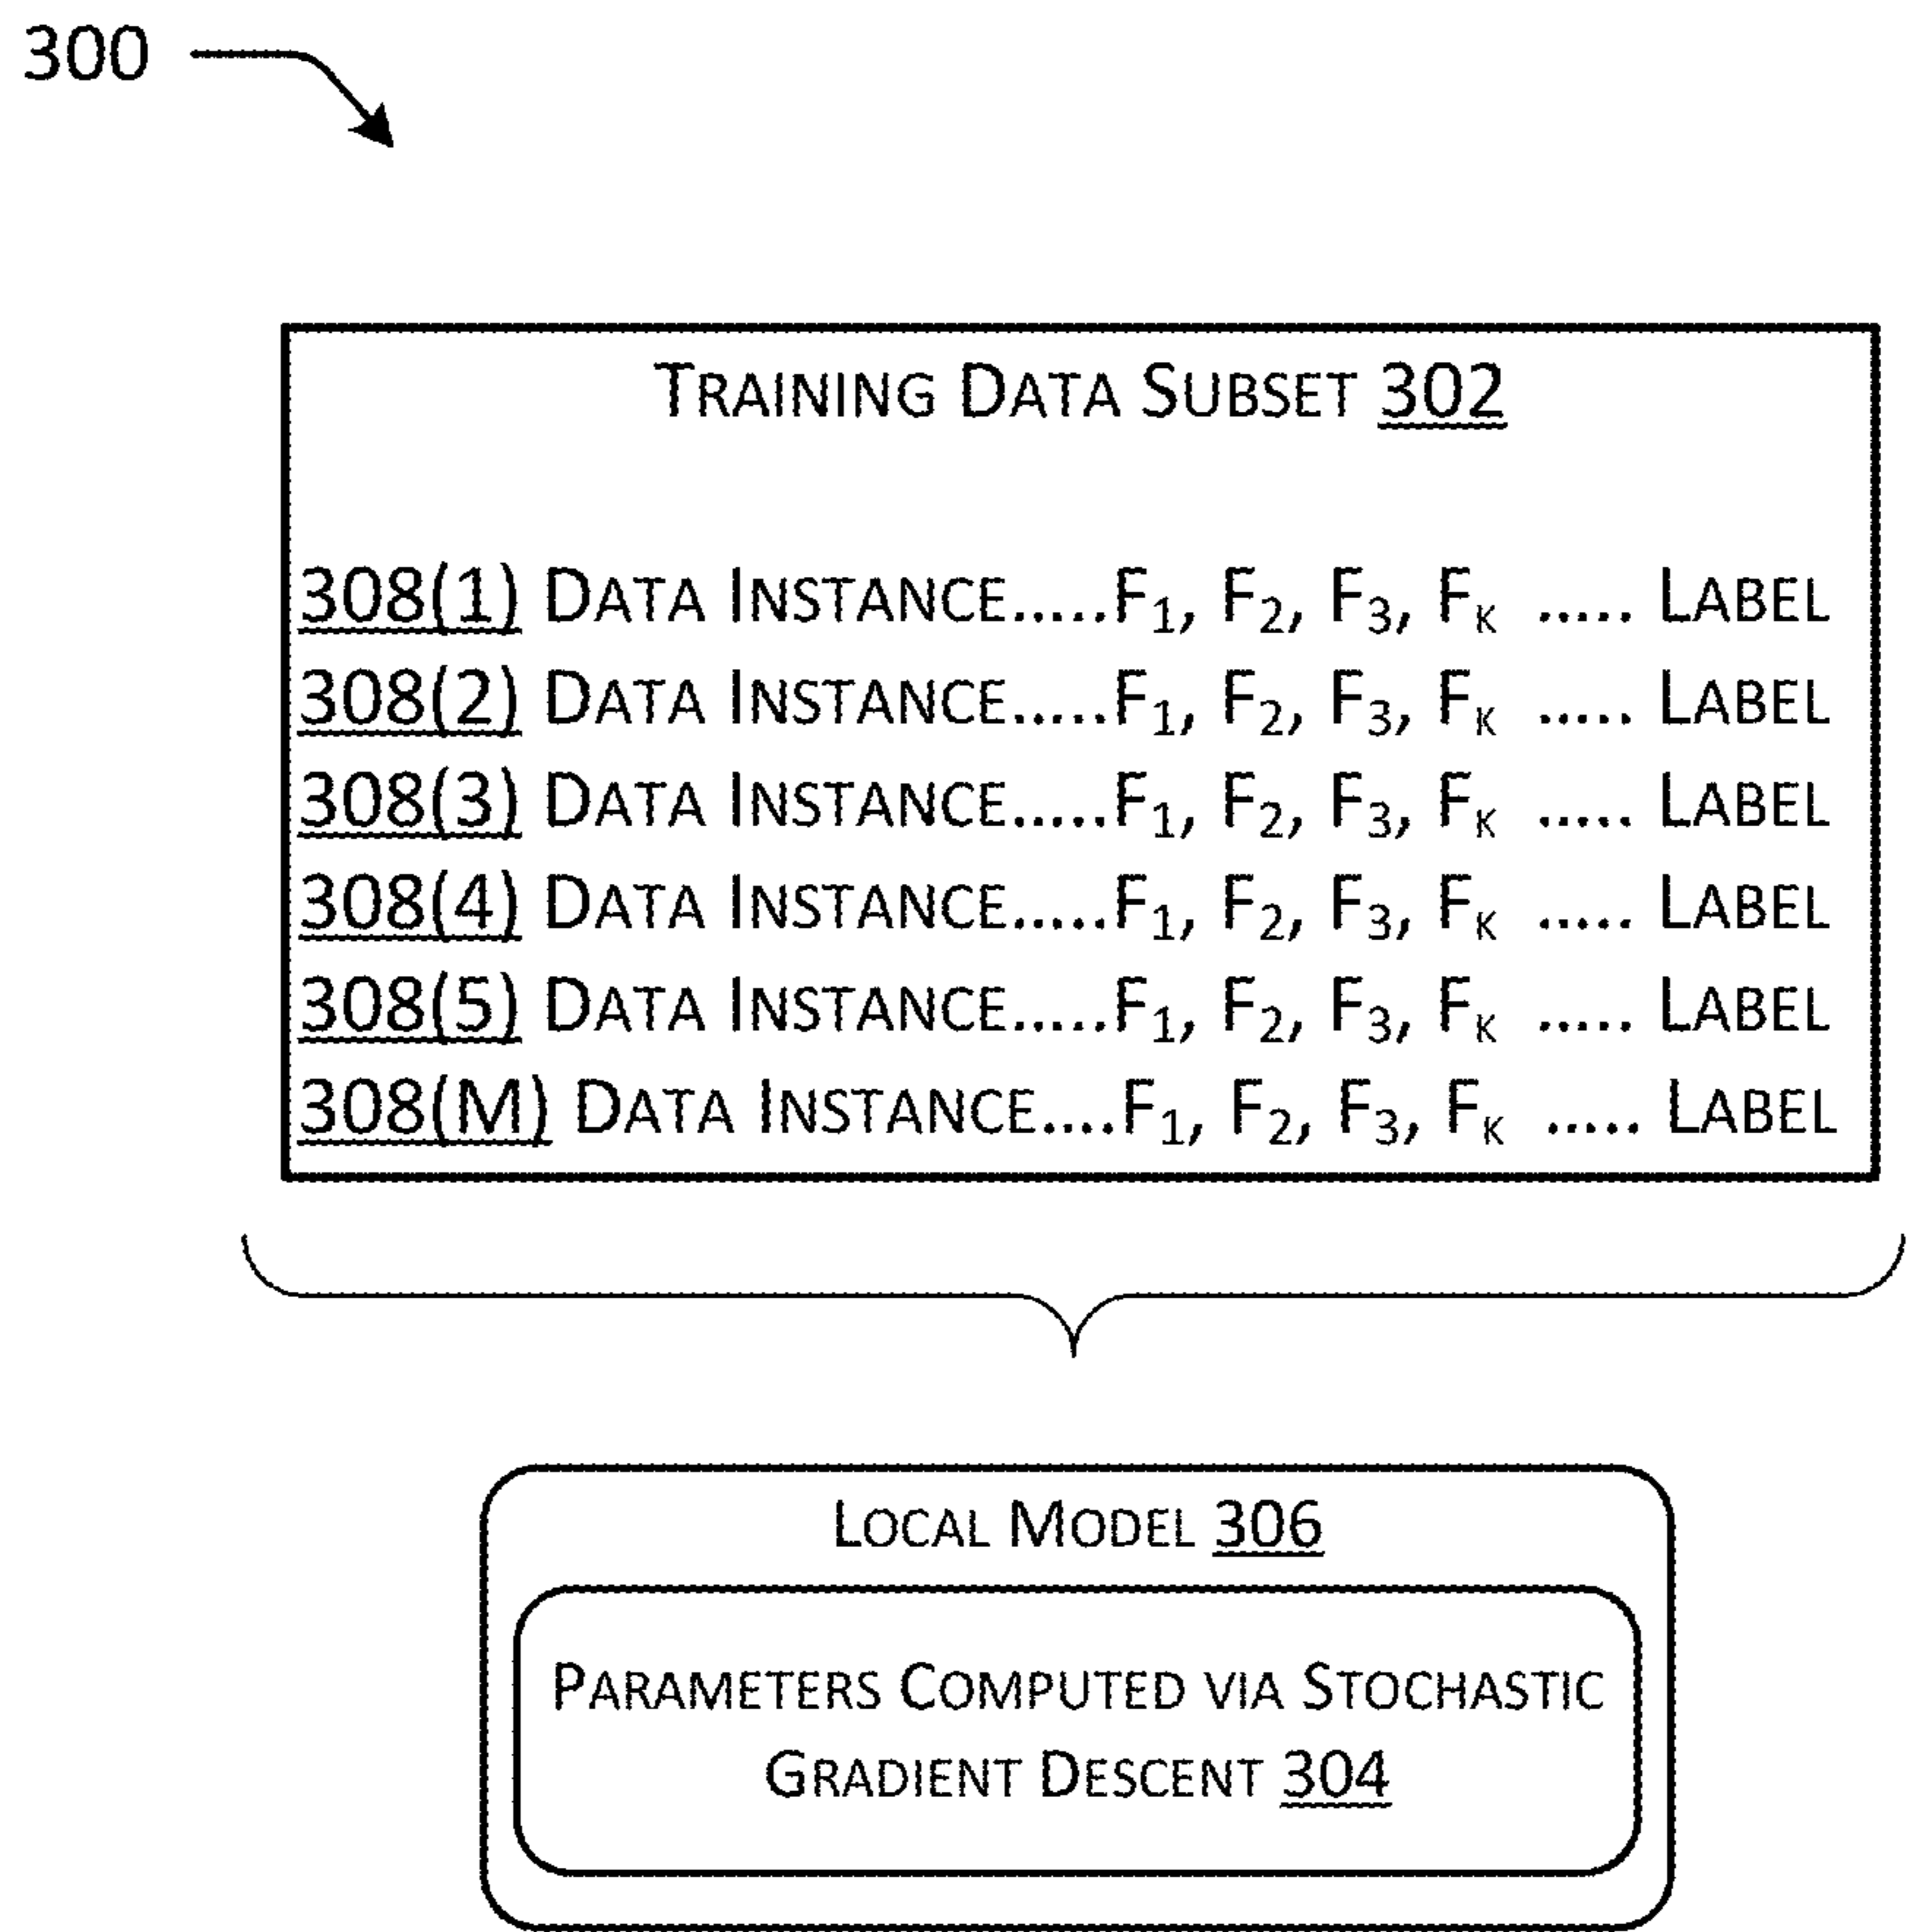 300
TRAINING DATA SUBSET 302
308(1) DATA INSTANCE.....F₁, F₂, F₃, Fₖ ..... LABEL
308(2) DATA INSTANCE.....F₁, F₂, F₃, Fₖ ..... LABEL
308(3) DATA INSTANCE.....F₁, F₂, F₃, Fₖ ..... LABEL
308(4) DATA INSTANCE.....F₁, F₂, F₃, Fₖ ..... LABEL
308(5) DATA INSTANCE.....F₁, F₂, F₃, Fₖ ..... LABEL
308(M) DATA INSTANCE....F₁, F₂, F₃, Fₖ ..... LABEL
LOCAL MODEL 306
PARAMETERS COMPUTED VIA STOCHASTIC
GRADIENT DESCENT 304